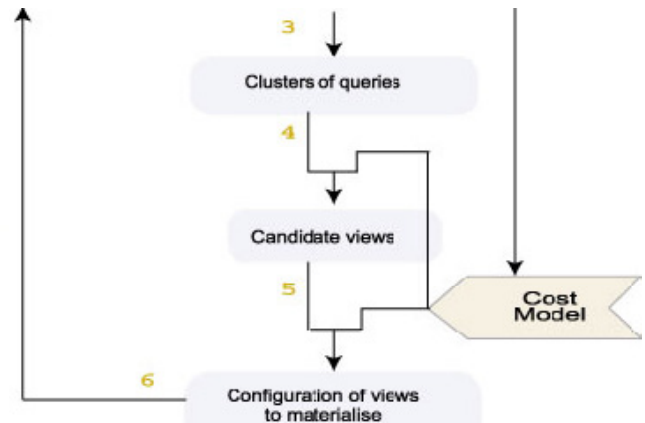 3
Clusters of queries
4
Candidate views
5
Cost
Model
6
Configuration of views
to materialise